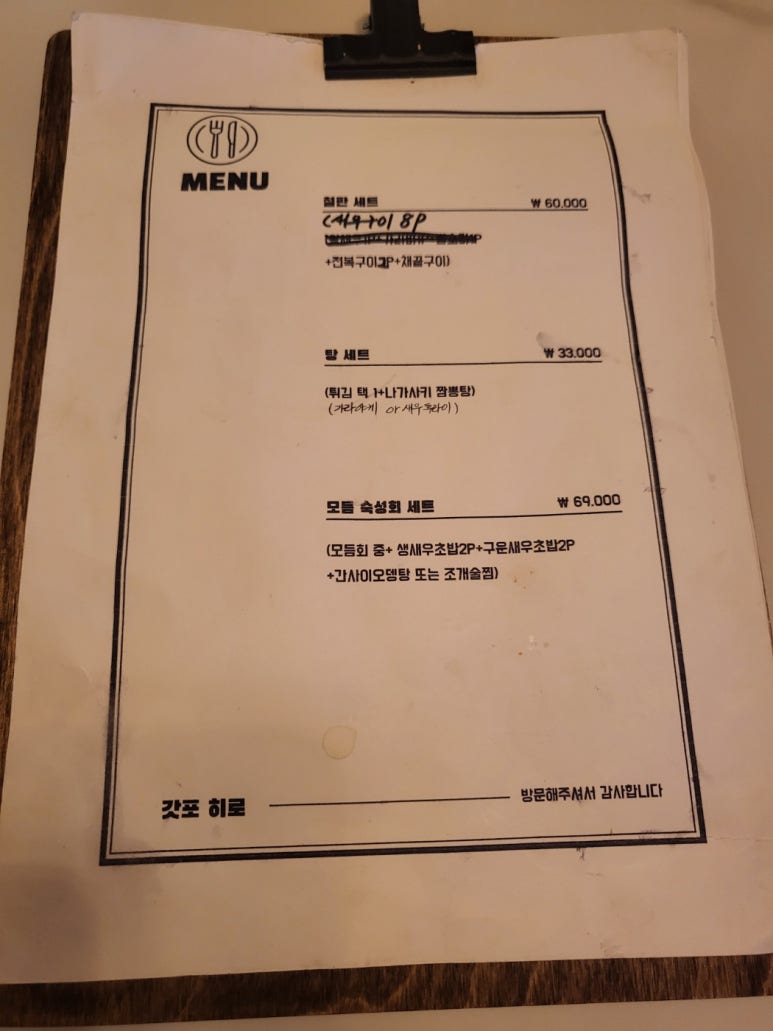 MENU
철판 세트 ₩ 60.000
(새우구이 8P
+전복구이2P+채끝구이)
탕 세트 ₩ 33.000
(튀김 택 1+나가사키 짬뽕탕)
(가라아게 or 새우튀라이)
모듬 숙성회 세트 ₩ 69.000
(모듬회 중+ 생새우초밥2P+구운새우초밥2P
+간사이오뎅탕 또는 조개술찜)
갓포 히로 방문해주셔서 감사합니다